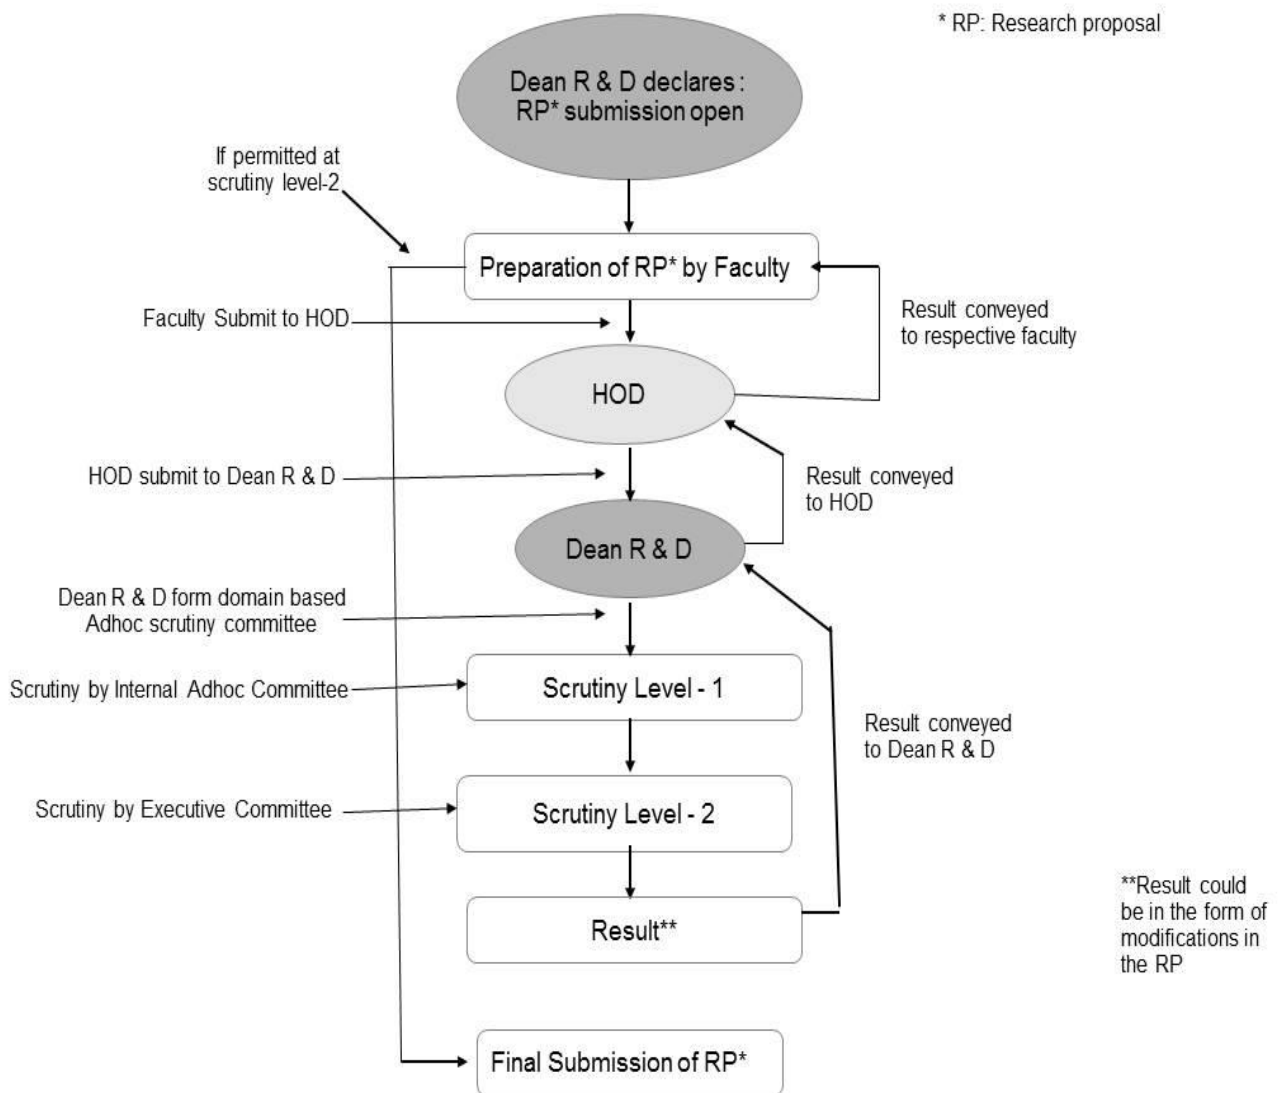 * RP: Research proposal
Dean R & D declares :
RP* submission open
If permitted at
scrutiny level-2
Preparation of RP* by Faculty
Faculty Submit to HOD
Result conveyed
to respective faculty
HOD
HOD submit to Dean R & D
Result conveyed
to HOD
Dean R & D
Dean R & D form domain based
Adhoc scrutiny committee
Scrutiny by Internal Adhoc Committee
Scrutiny Level - 1
Result conveyed
to Dean R & D
Scrutiny by Executive Committee
Scrutiny Level - 2
**Result could
be in the form of
modifications in
the RP
Result**
Final Submission of RP*